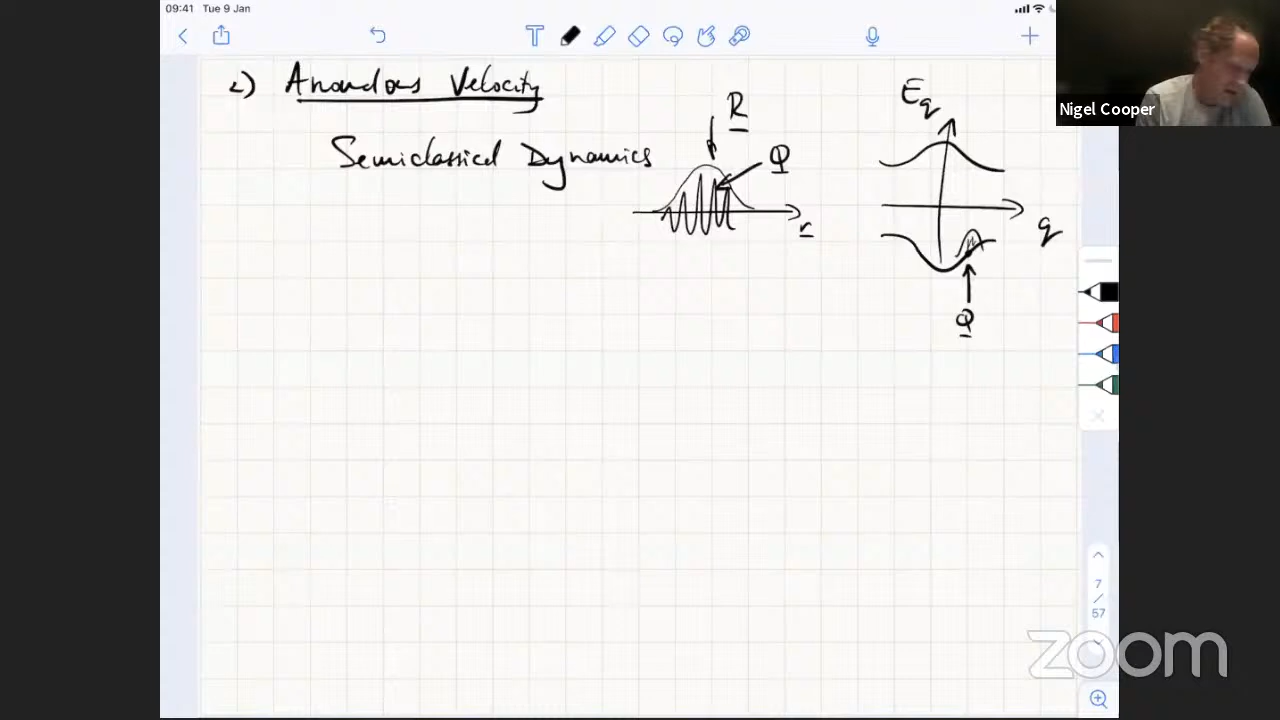 09:41 Tue 9 Jan
Nigel Cooper
2) Anomalous Velocity
Semiclassical Dynamics
R
Q
r
E_q
q
Q
7
/
57
zoom